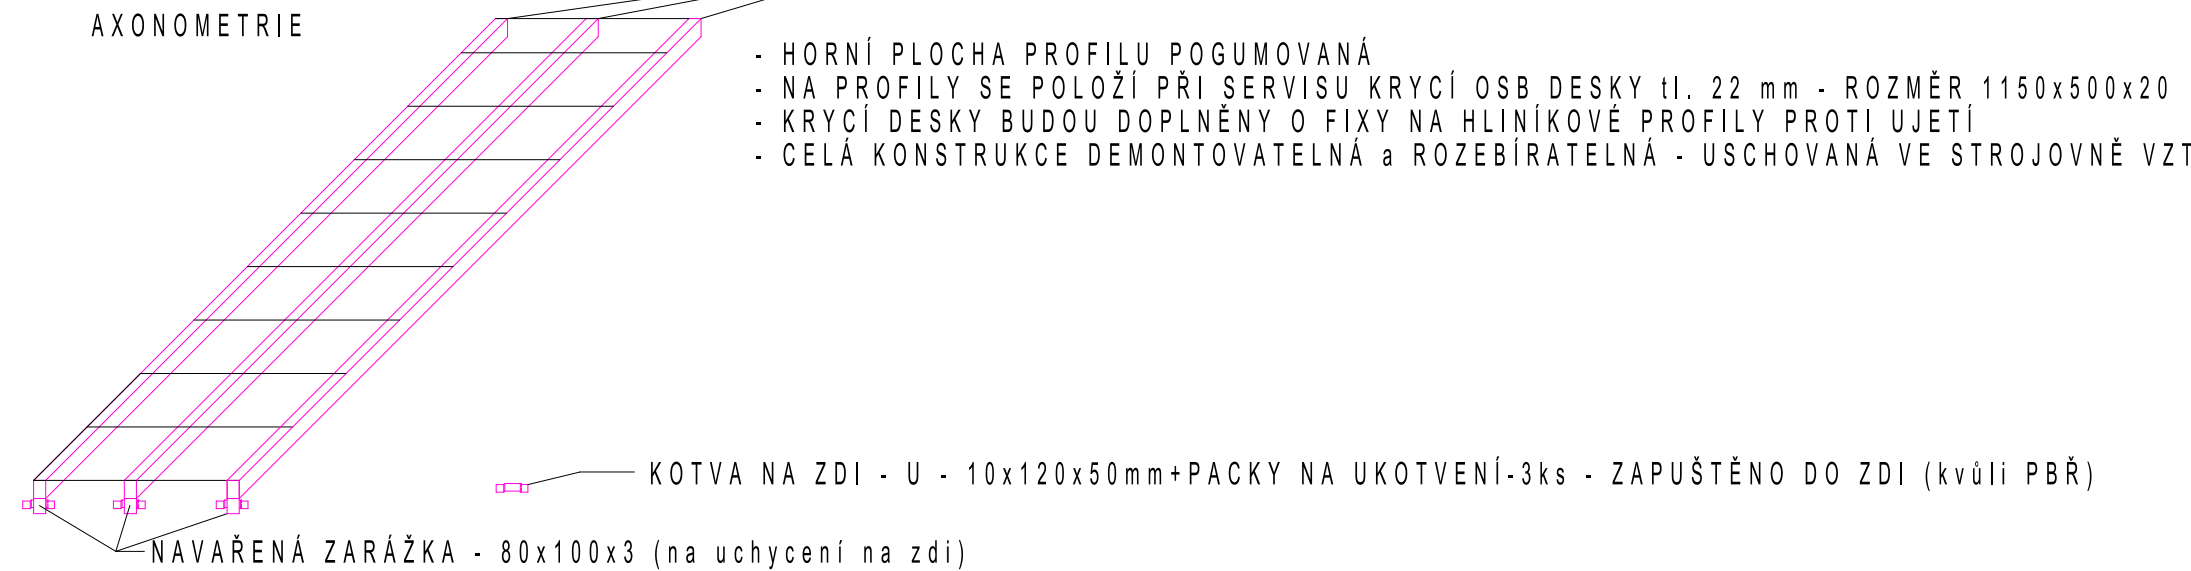 AXONOMETRIE
- HORNÍ PLOCHA PROFILU POGUMOVANÁ
- NA PROFILY SE POLOŽÍ PŘI SERVISU KRYCÍ OSB DESKY tl. 22 mm - ROZMĚR 1150x500x20
- KRYCÍ DESKY BUDOU DOPLNĚNY O FIXY NA HLINÍKOVÉ PROFILY PROTI UJETÍ
- CELÁ KONSTRUKCE DEMONTOVATELNÁ a ROZEBÍRATELNÁ - USCHOVANÁ VE STROJOVNĚ VZT
KOTVA NA ZDI - U - 10x120x50mm+PACKY NA UKOTVENÍ-3ks - ZAPUŠTĚNO DO ZDI (kvůli PBŘ)
NAVAŘENÁ ZARÁŽKA - 80x100x3 (na uchycení na zdi)